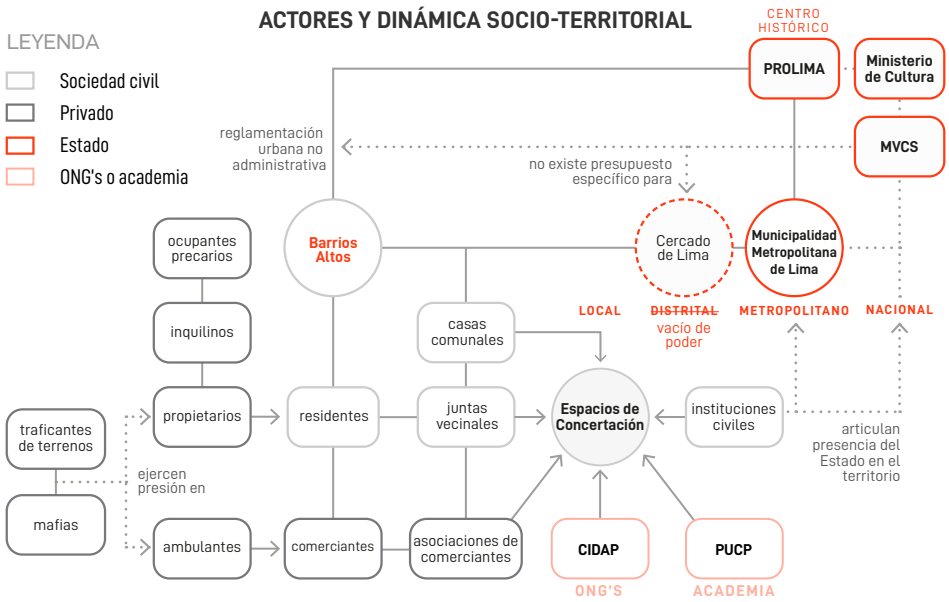 ACTORES Y DINÁMICA SOCIO-TERRITORIAL
LEYENDA
Sociedad civil
Privado
Estado
ONG's o academia
CENTRO
HISTÓRICO
PROLIMA
Ministerio
de Cultura
MVCS
reglamentación
urbana no
administrativa
no existe presupuesto
específico para
ocupantes
precarios
Barrios
Altos
Cercado
de Lima
Municipalidad
Metropolitana
de Lima
LOCAL
DISTRITAL
vacío de
poder
METROPOLITANO
NACIONAL
inquilinos
casas
comunales
propietarios
residentes
juntas
vecinales
Espacios de
Concertación
instituciones
civiles
traficantes
de terrenos
ejercen
presión en
articulan
presencia del
Estado en el
territorio
mafias
ambulantes
comerciantes
asociaciones de
comerciantes
CIDAP
PUCP
ONG'S
ACADEMIA